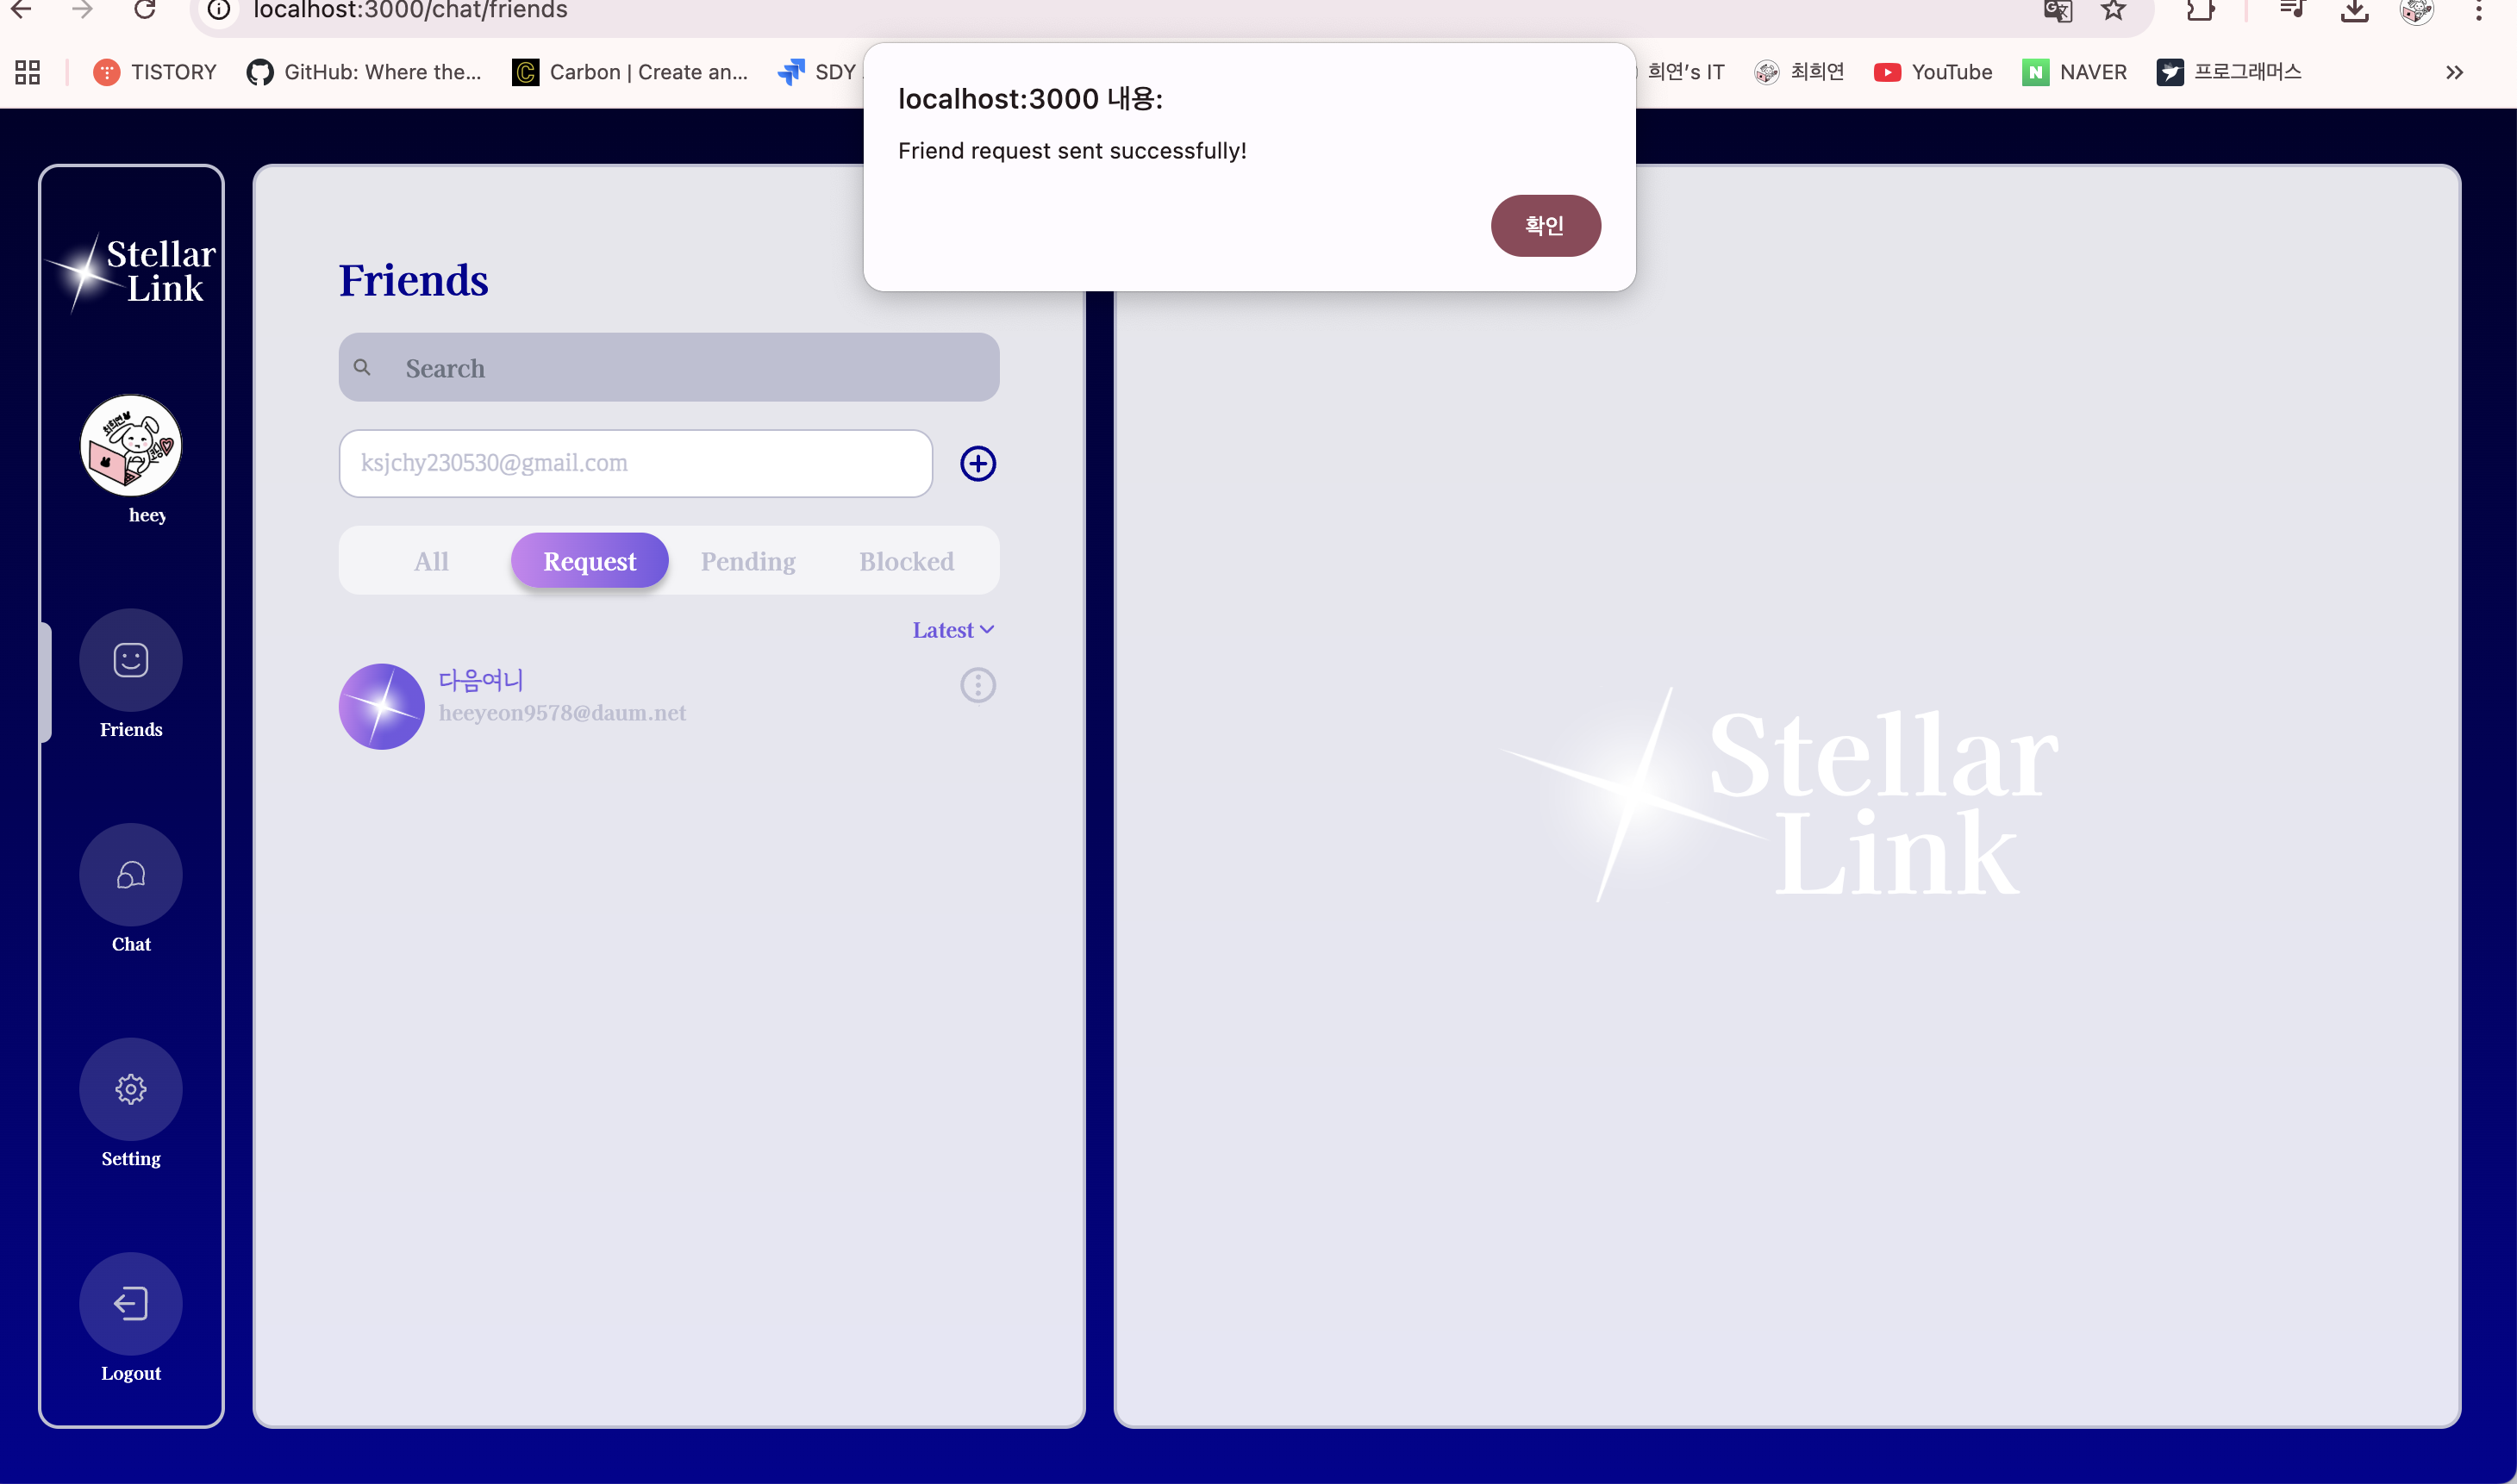 localhost:3000/chat/friends
TISTORY
GitHub: Where the...
Carbon | Create an...
SDY
희연's IT
최희연
YouTube
NAVER
프로그래머스
localhost:3000 내용:
Friend request sent successfully!
확인
Stellar
Link
heey
Friends
Chat
Setting
Logout
Friends
Search
ksjchy230530@gmail.com
All
Request
Pending
Blocked
Latest
다음여니
heeyeon9578@daum.net
Stellar
Link